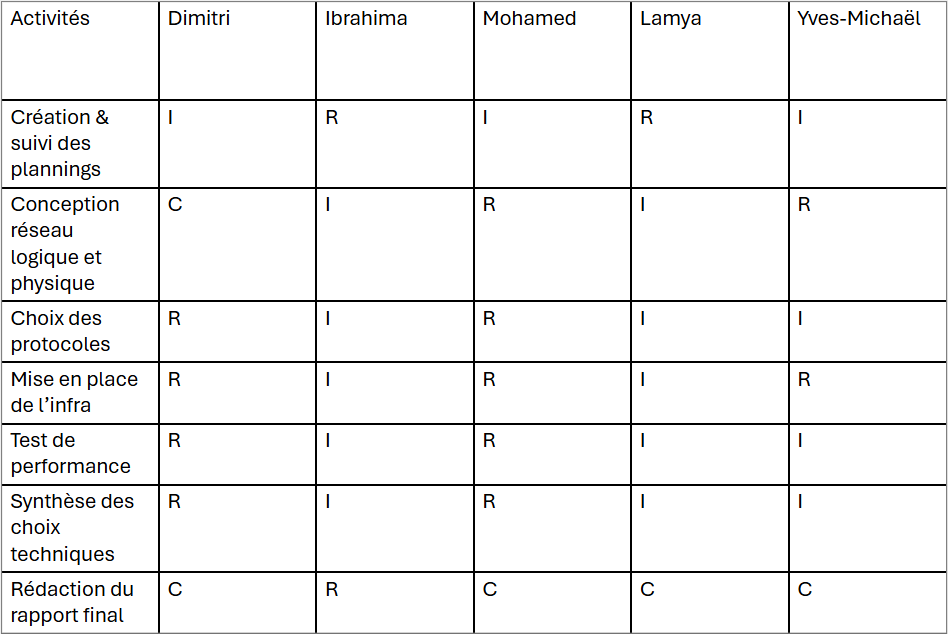 Activités Dimitri Ibrahima Mohamed Lamya Yves-Michaël
Création & I R I R I
suivi des
plannings
Conception C I R I R
réseau
logique et
physique
Choix des R I R I I
protocoles
Mise en place R I R I R
de l’infra
Test de R I R I I
performance
Synthèse des R I R I I
choix
techniques
Rédaction du C R C C C
rapport final